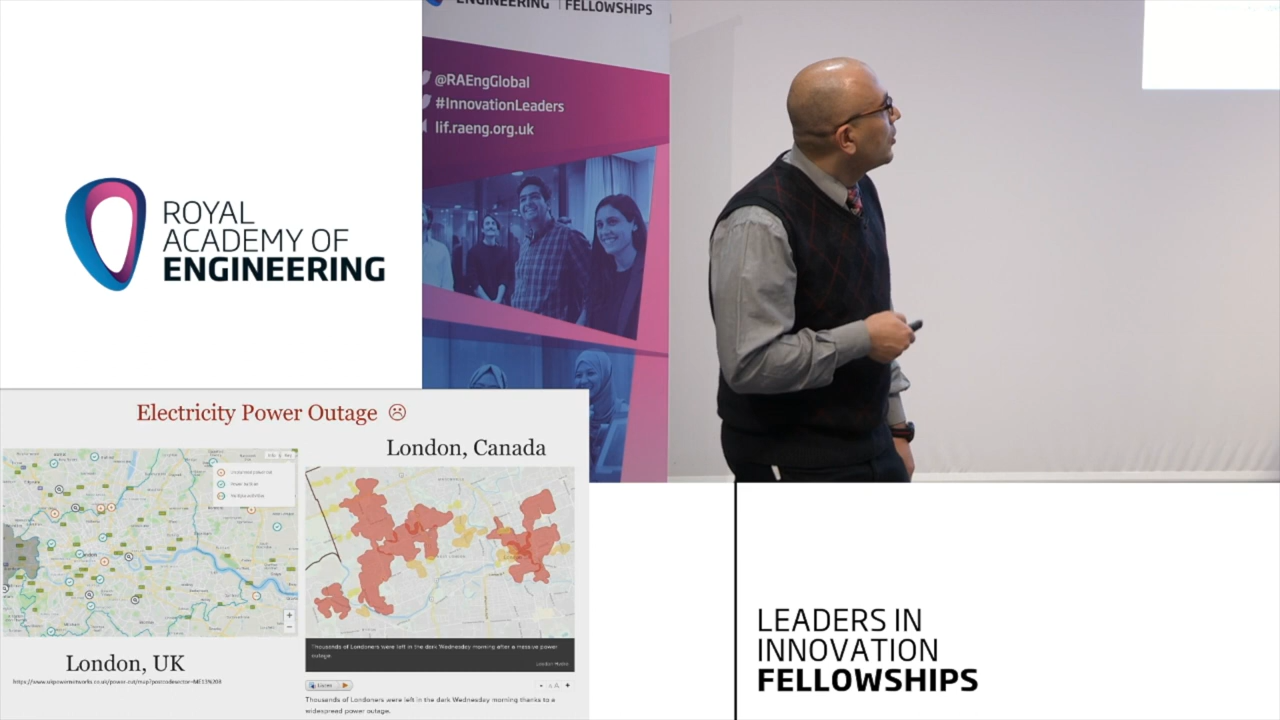 ENGINEERING | FELLOWSHIPS
@RAEngGlobal
#InnovationLeaders
lif.raeng.org.uk
ROYAL
ACADEMY OF
ENGINEERING
Electricity Power Outage ☹
London, Canada
London, UK
Thousands of Londoners were left in the dark Wednesday morning after a massive power
outage.
Thousands of Londoners were left in the dark Wednesday morning thanks to a
widespread power outage.
LEADERS IN
INNOVATION
FELLOWSHIPS